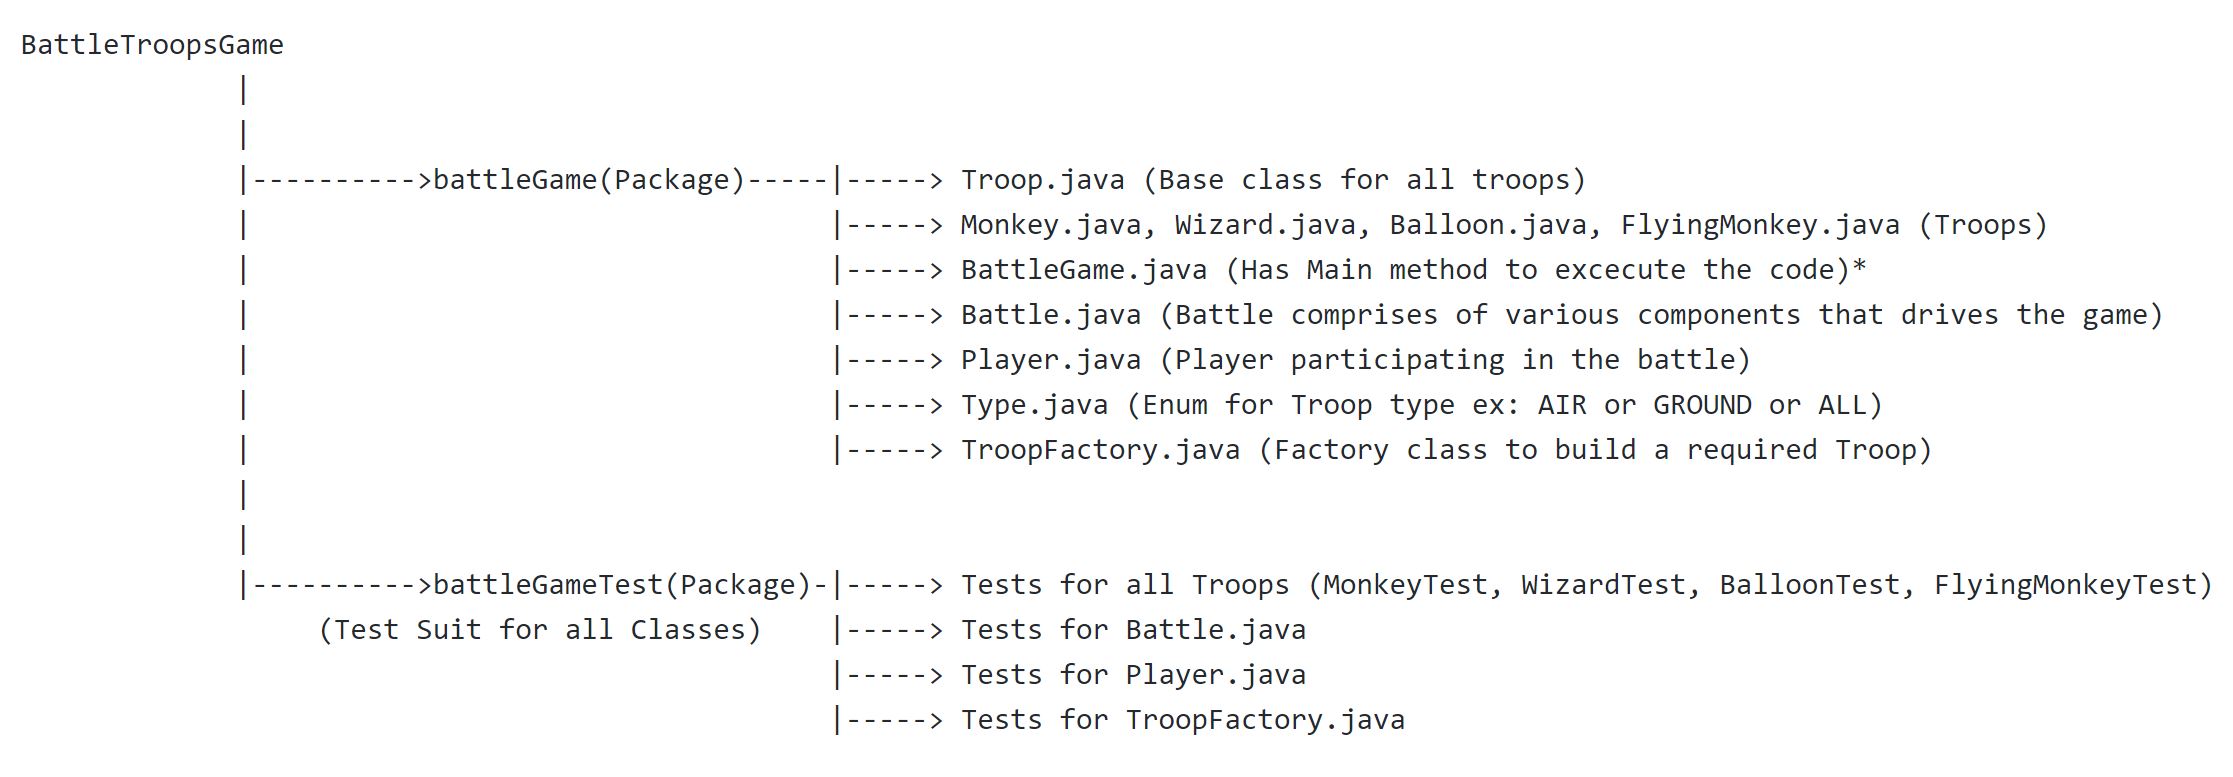 BattleTroopsGame
|
|
|---------->battleGame(Package)-----|-----> Troop.java (Base class for all troops)
| |-----> Monkey.java, Wizard.java, Balloon.java, FlyingMonkey.java (Troops)
| |-----> BattleGame.java (Has Main method to excecute the code)*
| |-----> Battle.java (Battle comprises of various components that drives the game)
| |-----> Player.java (Player participating in the battle)
| |-----> Type.java (Enum for Troop type ex: AIR or GROUND or ALL)
| |-----> TroopFactory.java (Factory class to build a required Troop)
|
|
|---------->battleGameTest(Package)-|-----> Tests for all Troops (MonkeyTest, WizardTest, BalloonTest, FlyingMonkeyTest)
(Test Suit for all Classes) |-----> Tests for Battle.java
|-----> Tests for Player.java
|-----> Tests for TroopFactory.java